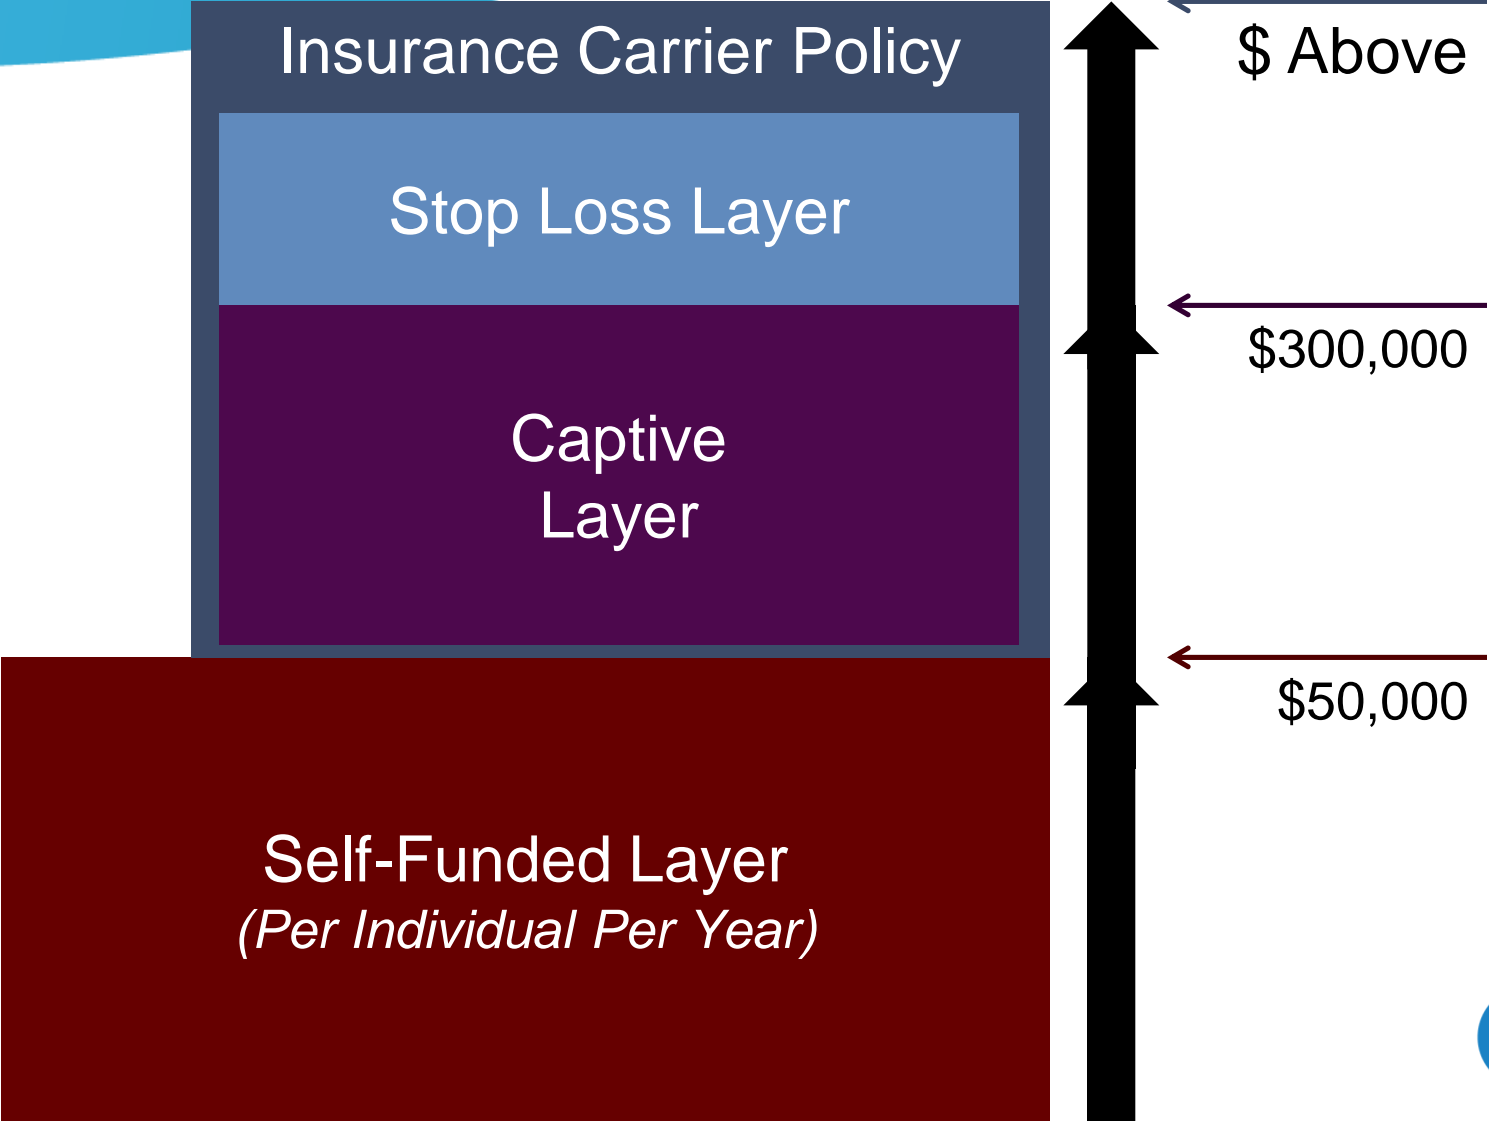 Insurance Carrier Policy
$ Above
Stop Loss Layer
$300,000
Captive
Layer
$50,000
Self-Funded Layer
(Per Individual Per Year)